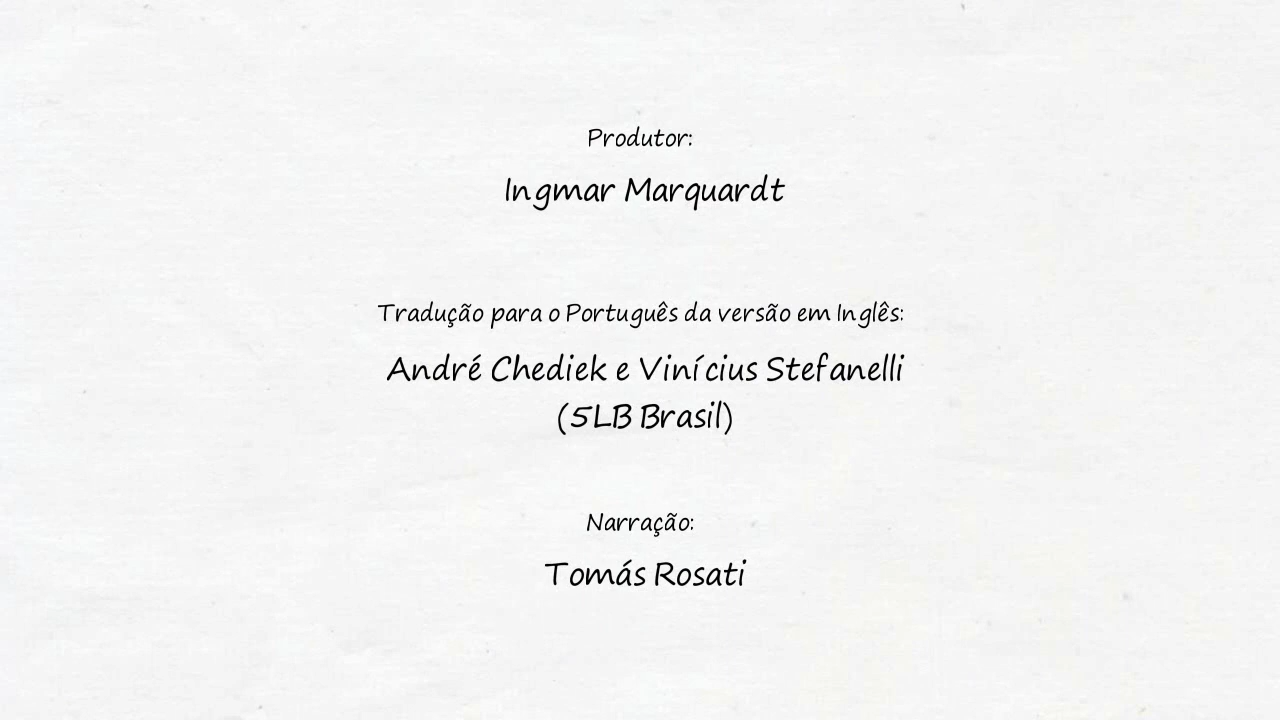 Produtor:
Ingmar Marquardt
Tradução para o Português da versão em Inglês:
André Chediek e Vinícius Stefanelli
(5LB Brasil)
Narração:
Tomás Rosati